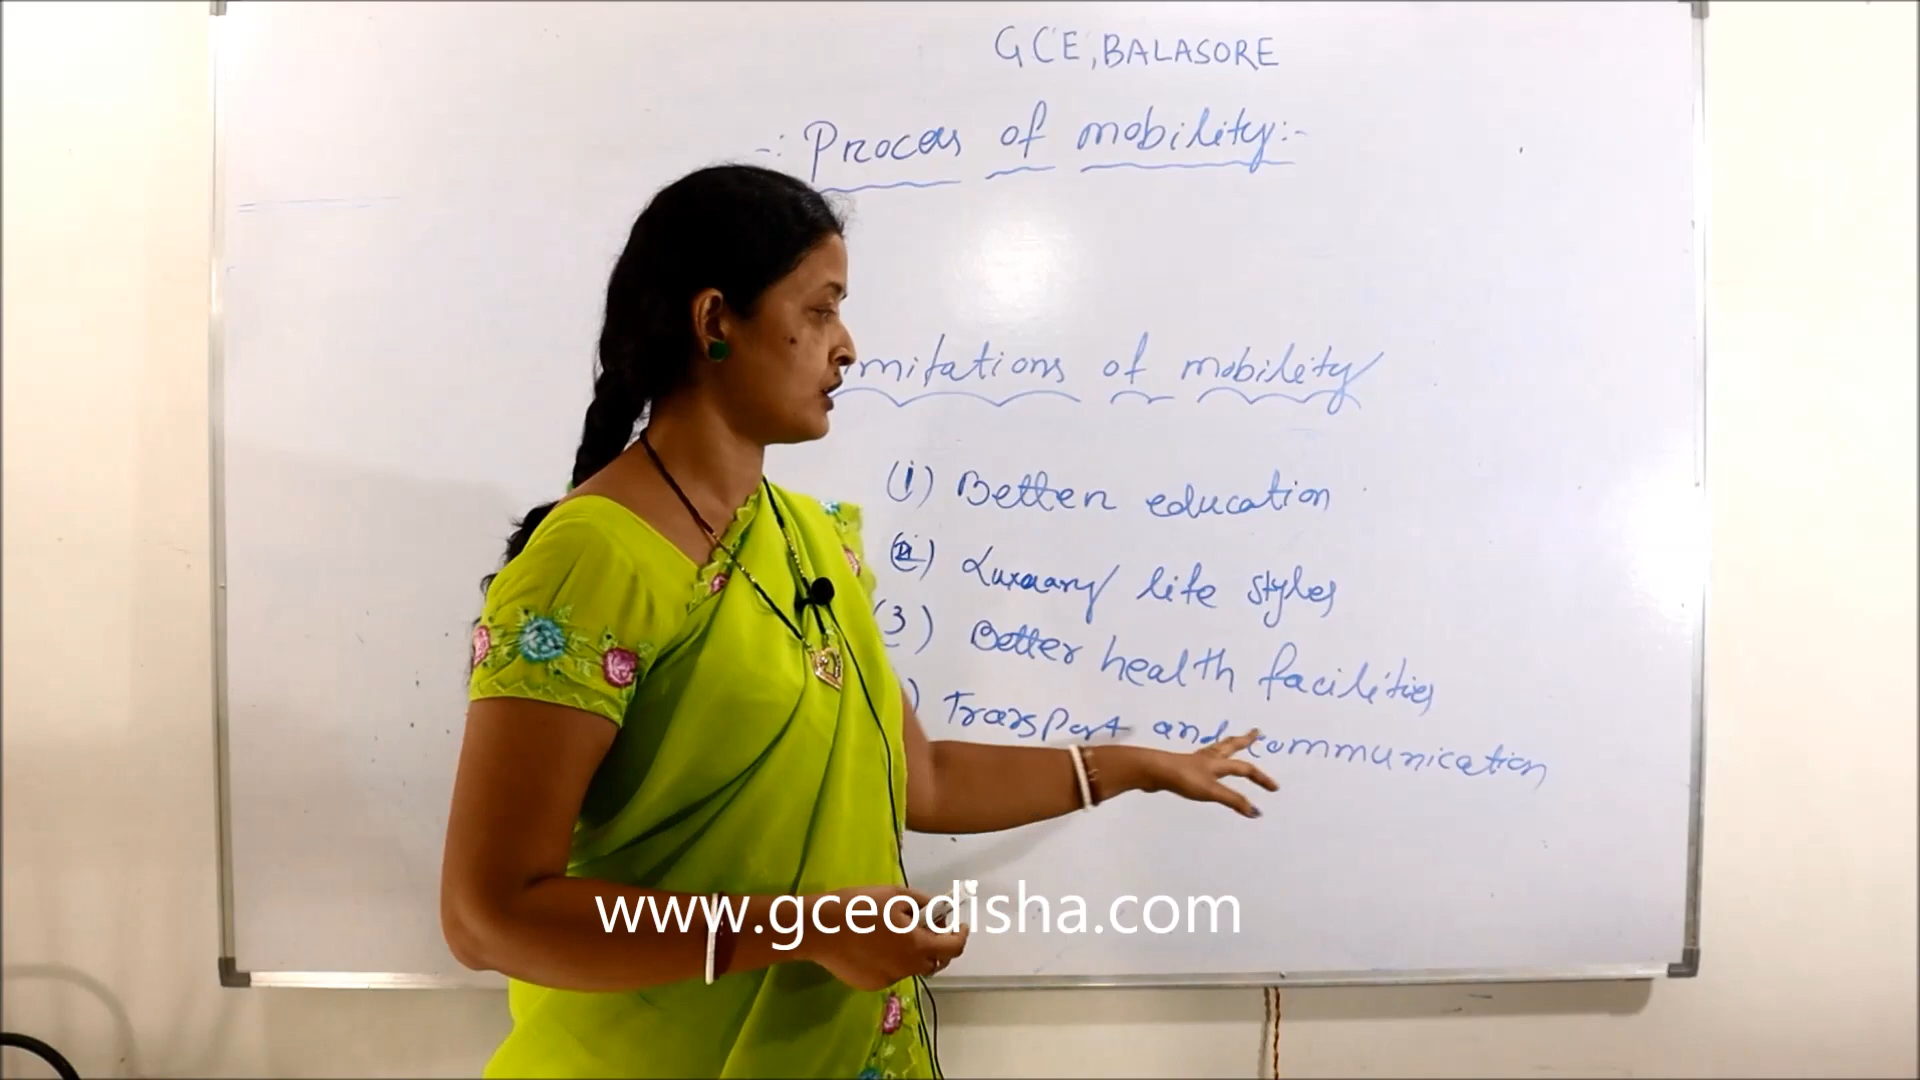 GCE, BALASORE
-: Process of mobility:-
mitations of mobility
(i) Better education
(ii) Luxuary life styles
(3) Better health facilities
) Transport and communication
www.gceodisha.com